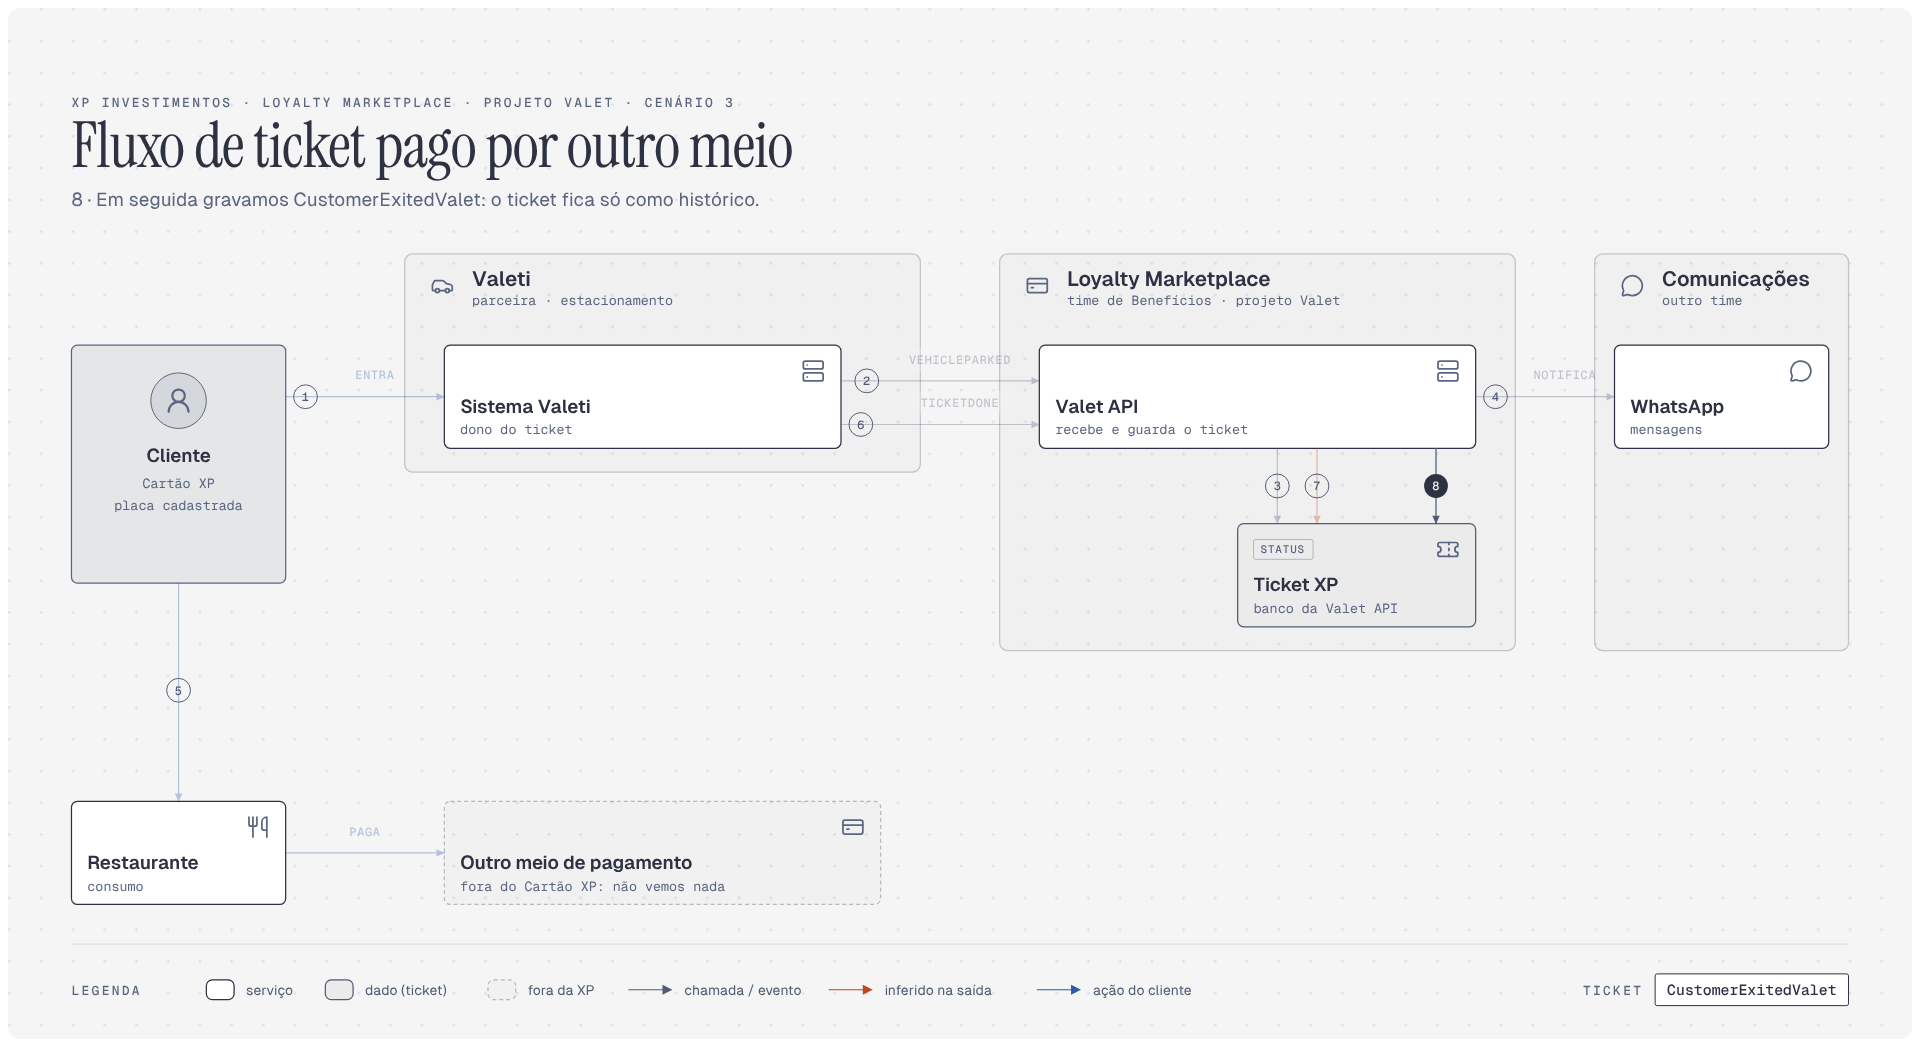 XP INVESTIMENTOS · LOYALTY MARKETPLACE · PROJETO VALET · CENÁRIO 3
Fluxo de ticket pago por outro meio
8 · Em seguida gravamos CustomerExitedValet: o ticket fica só como histórico.
Valeti
parceira · estacionamento
Loyalty Marketplace
time de Benefícios · projeto Valet
Comunicações
outro time
Cliente
Cartão XP
placa cadastrada
1
ENTRA
Sistema Valeti
dono do ticket
2
VEHICLEPARKED
6
TICKETDONE
Valet API
recebe e guarda o ticket
4
NOTIFICA
WhatsApp
mensagens
3
7
8
STATUS
Ticket XP
banco da Valet API
5
Restaurante
consumo
PAGA
Outro meio de pagamento
fora do Cartão XP: não vemos nada
LEGENDA
serviço
dado (ticket)
fora da XP
chamada / evento
inferido na saída
ação do cliente
TICKET
CustomerExitedValet